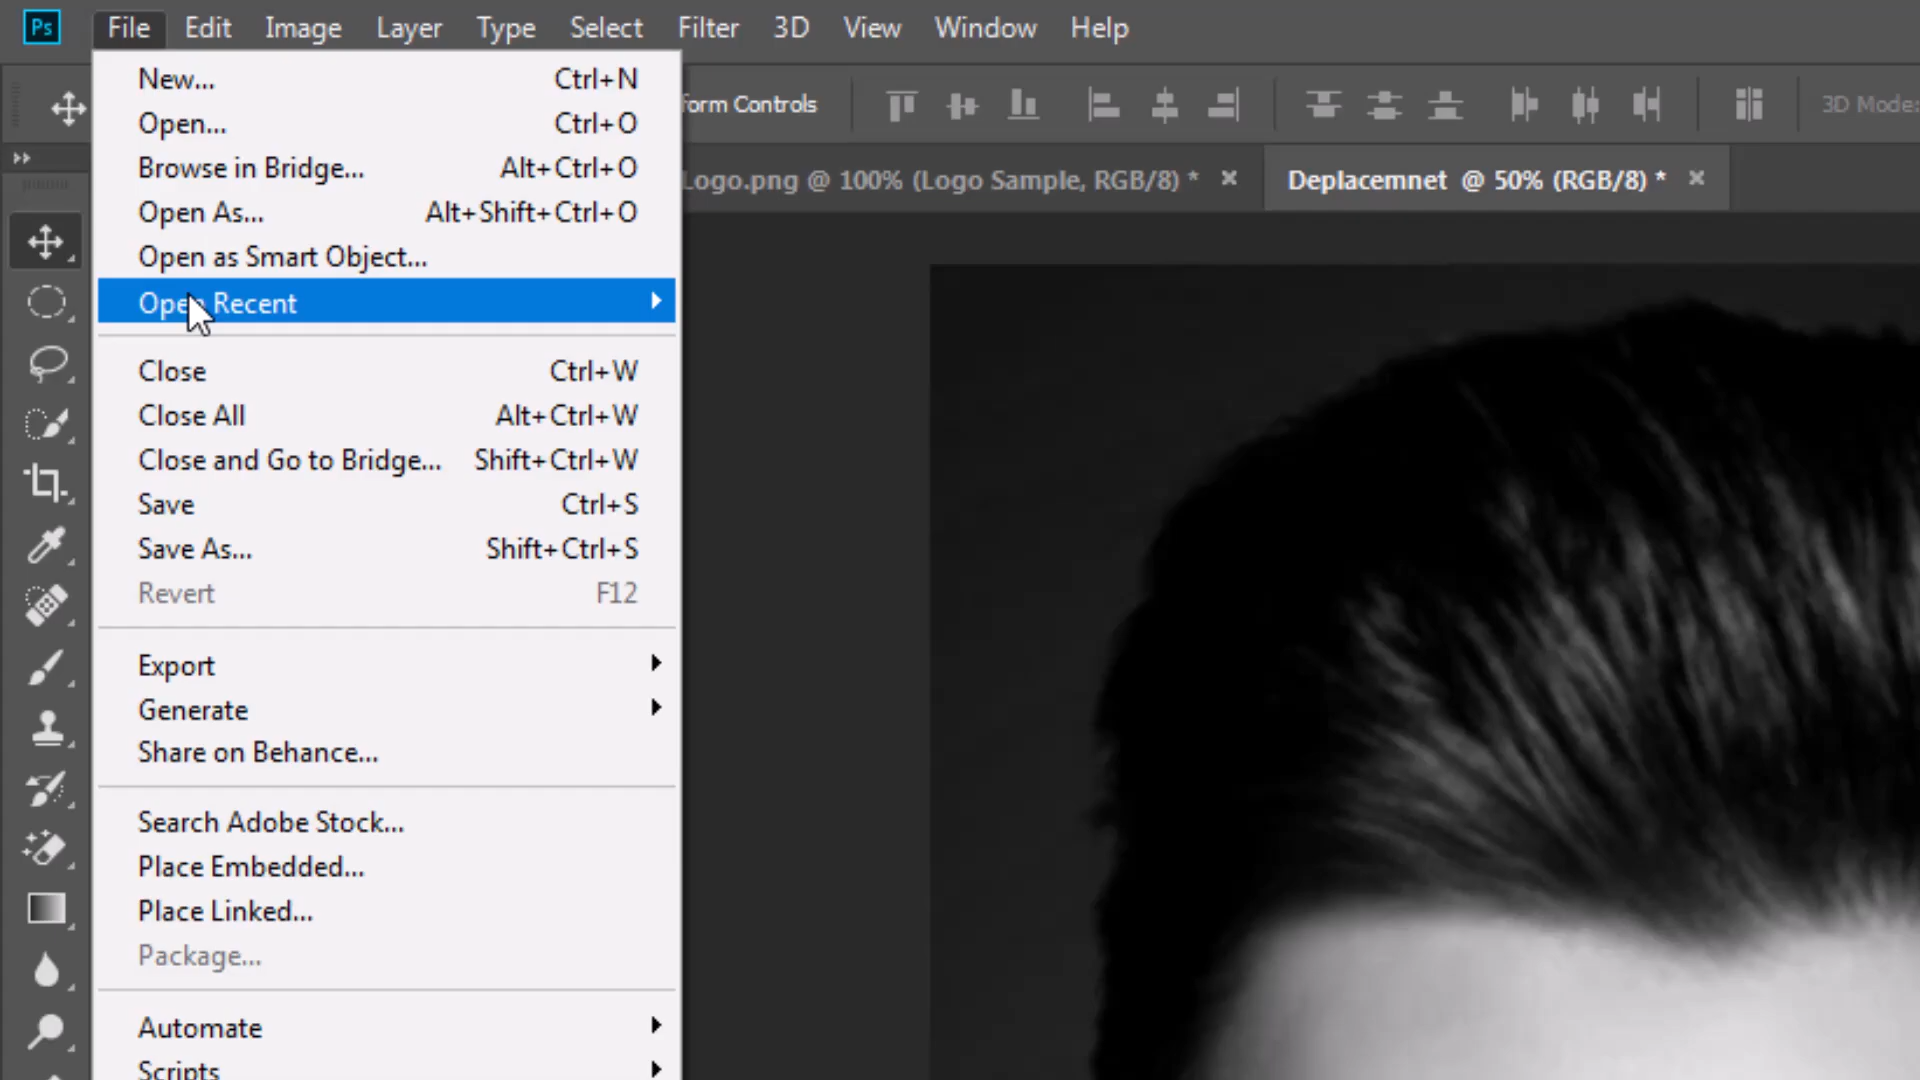 Ps File Edit Image Layer Type Select Filter 3D View Window Help
New... Ctrl+N
Open... Ctrl+O
Browse in Bridge... Alt+Ctrl+O
Open As... Alt+Shift+Ctrl+O
Open as Smart Object...
Open Recent
Close Ctrl+W
Close All Alt+Ctrl+W
Close and Go to Bridge... Shift+Ctrl+W
Save Ctrl+S
Save As... Shift+Ctrl+S
Revert F12
Export
Generate
Share on Behance...
Search Adobe Stock...
Place Embedded...
Place Linked...
Package...
Automate
Scripts
form Controls 3D Mode:
Logo.png @ 100% (Logo Sample, RGB/8) * Deplacemnet @ 50% (RGB/8) *